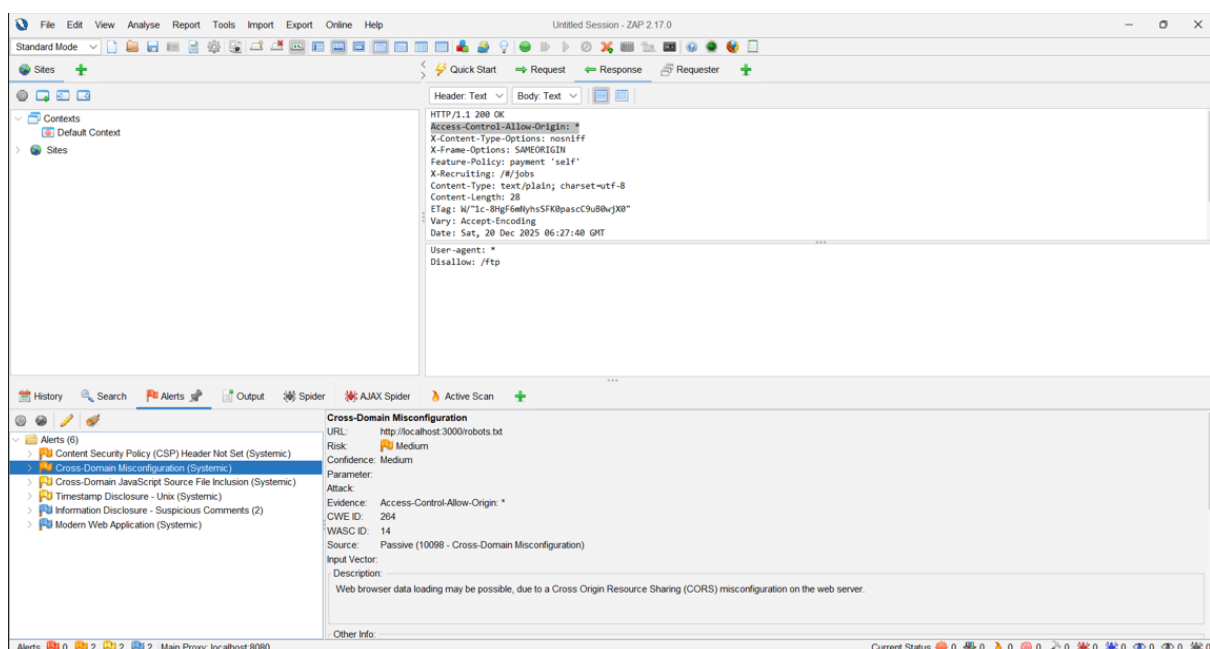 File Edit View Analyse Report Tools Import Export Online Help
Untitled Session - ZAP 2.17.0
Standard Mode
Sites
Quick Start Request Response Requester
Header: Text Body: Text
Contexts
Default Context
Sites
HTTP/1.1 200 OK
Access-Control-Allow-Origin: *
X-Content-Type-Options: nosniff
X-Frame-Options: SAMEORIGIN
Feature-Policy: payment 'self'
X-Recruiting: /#/jobs
Content-Type: text/plain; charset=utf-8
Content-Length: 28
ETag: W/"1c-8HgF6mNyhsSFK0pascC9uB0wjX0"
Vary: Accept-Encoding
Date: Sat, 20 Dec 2025 06:27:40 GMT
User-agent: *
Disallow: /ftp
History Search Alerts Output Spider AJAX Spider Active Scan
Alerts (6)
Content Security Policy (CSP) Header Not Set (Systemic)
Cross-Domain Misconfiguration (Systemic)
Cross-Domain JavaScript Source File Inclusion (Systemic)
Timestamp Disclosure - Unix (Systemic)
Information Disclosure - Suspicious Comments (2)
Modern Web Application (Systemic)
Cross-Domain Misconfiguration
URL: http://localhost:3000/robots.txt
Risk: Medium
Confidence: Medium
Parameter:
Attack:
Evidence: Access-Control-Allow-Origin: *
CWE ID: 264
WASC ID: 14
Source: Passive (10098 - Cross-Domain Misconfiguration)
Input Vector:
Description:
Web browser data loading may be possible, due to a Cross Origin Resource Sharing (CORS) misconfiguration on the web server.
Other Info:
Alerts 0 2 2 2 Main Proxy: localhost:8080
Current Status 0 0 0 0 0 0 0 0 0 0